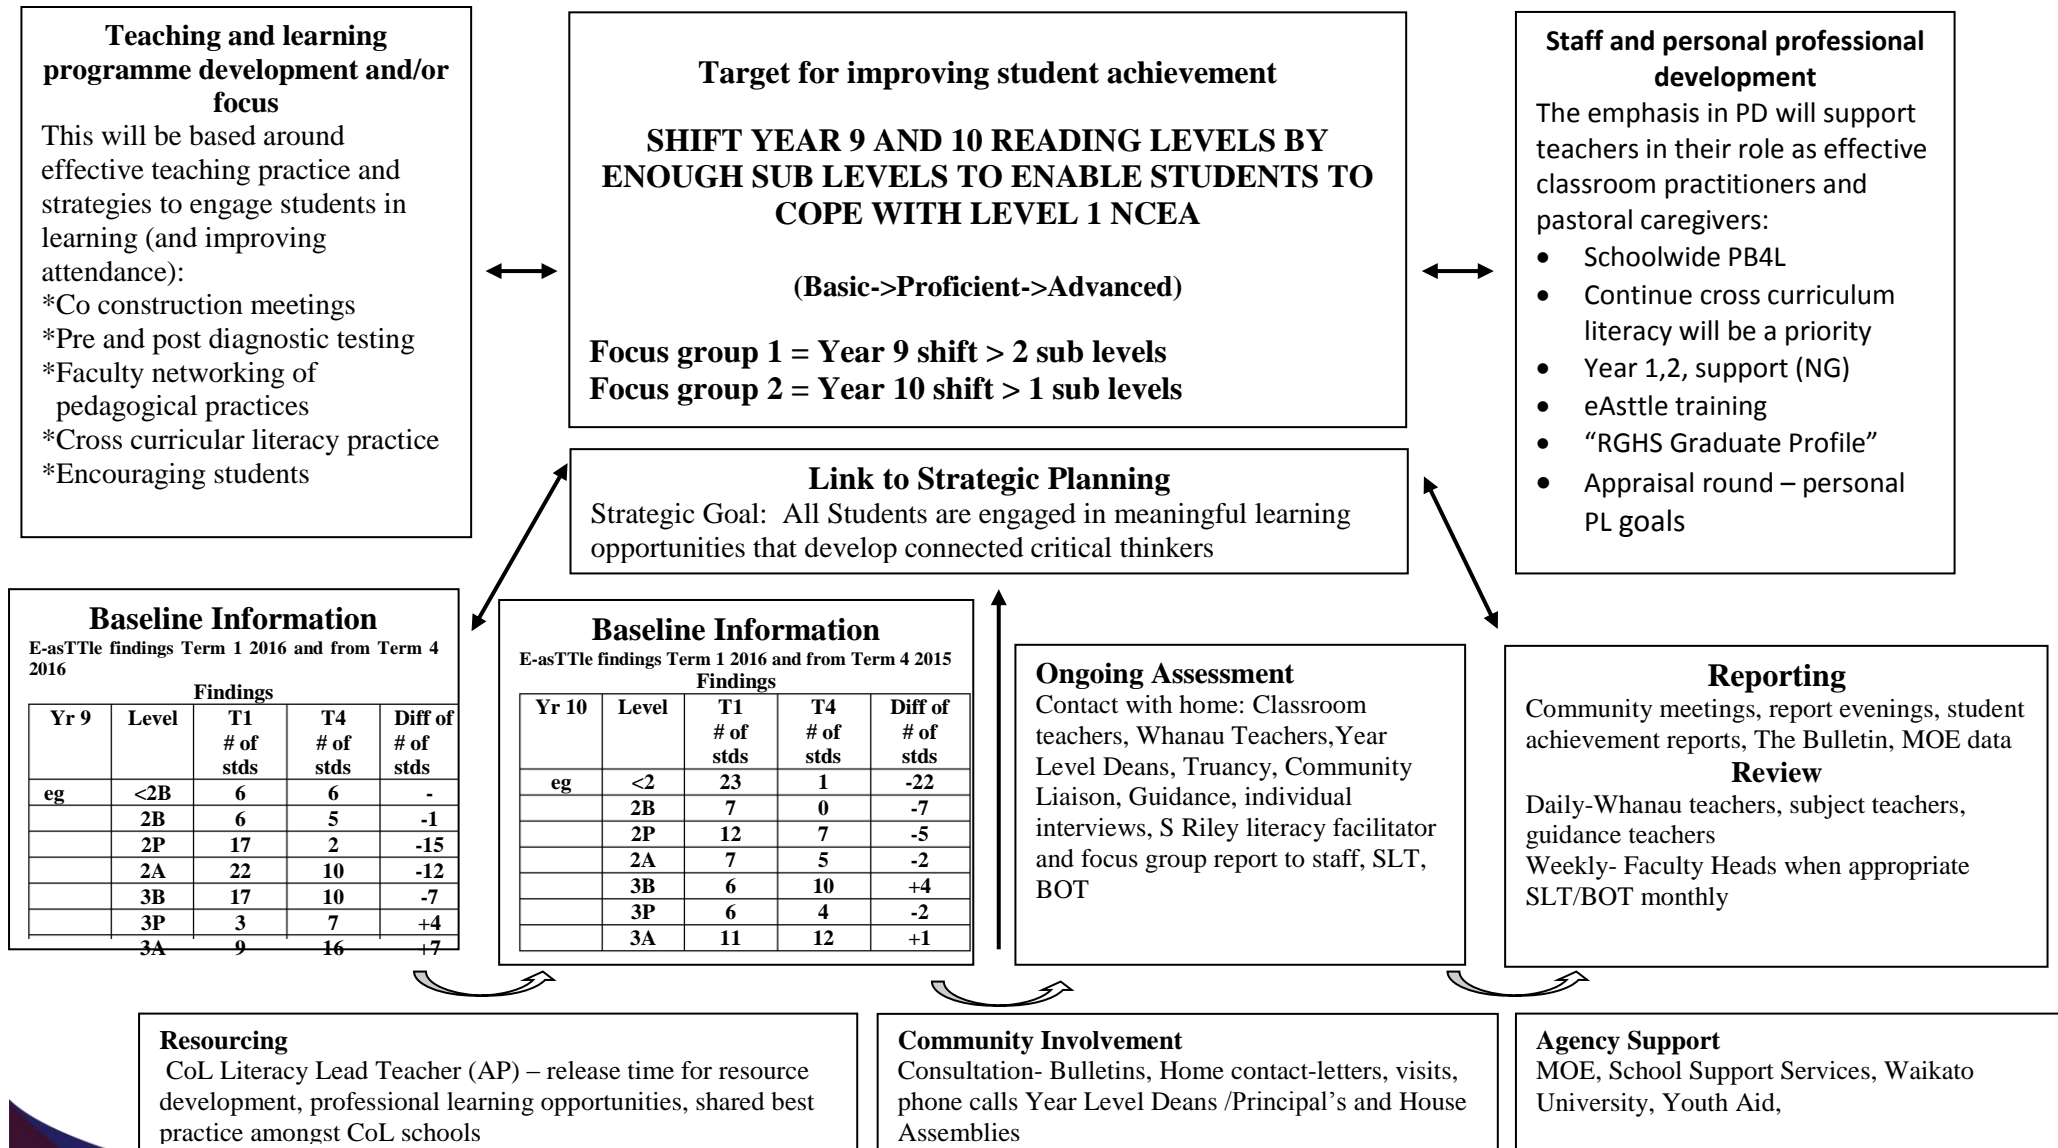 Teaching and learning
programme development and/or
focus
This will be based around
effective teaching practice and
strategies to engage students in
learning (and improving
attendance):
*Co construction meetings
*Pre and post diagnostic testing
*Faculty networking of
pedagogical practices
*Cross curricular literacy practice
*Encouraging students
Target for improving student achievement
SHIFT YEAR 9 AND 10 READING LEVELS BY
ENOUGH SUB LEVELS TO ENABLE STUDENTS TO
COPE WITH LEVEL 1 NCEA
(Basic->Proficient->Advanced)
Focus group 1 = Year 9 shift > 2 sub levels
Focus group 2 = Year 10 shift > 1 sub levels
Staff and personal professional
development
The emphasis in PD will support
teachers in their role as effective
classroom practitioners and
pastoral caregivers:
• Schoolwide PB4L
• Continue cross curriculum
literacy will be a priority
• Year 1,2, support (NG)
• eAsttle training
• “RGHS Graduate Profile”
• Appraisal round – personal
PL goals
Link to Strategic Planning
Strategic Goal: All Students are engaged in meaningful learning
opportunities that develop connected critical thinkers
Baseline Information
E-asTTle findings Term 1 2016 and from Term 4
2016
Findings
Yr 9 Level T1 T4 Diff of
# of # of # of
stds stds stds
eg <2B 6 6 -
2B 6 5 -1
2P 17 2 -15
2A 22 10 -12
3B 17 10 -7
3P 3 7 +4
3A 9 16 +7
Baseline Information
E-asTTle findings Term 1 2016 and from Term 4 2015
Findings
Yr 10 Level T1 T4 Diff of
# of # of # of
stds stds stds
eg <2 23 1 -22
2B 7 0 -7
2P 12 7 -5
2A 7 5 -2
3B 6 10 +4
3P 6 4 -2
3A 11 12 +1
Ongoing Assessment
Contact with home: Classroom
teachers, Whanau Teachers,Year
Level Deans, Truancy, Community
Liaison, Guidance, individual
interviews, S Riley literacy facilitator
and focus group report to staff, SLT,
BOT
Reporting
Community meetings, report evenings, student
achievement reports, The Bulletin, MOE data
Review
Daily-Whanau teachers, subject teachers,
guidance teachers
Weekly- Faculty Heads when appropriate
SLT/BOT monthly
Resourcing
CoL Literacy Lead Teacher (AP) – release time for resource
development, professional learning opportunities, shared best
practice amongst CoL schools
Community Involvement
Consultation- Bulletins, Home contact-letters, visits,
phone calls Year Level Deans /Principal’s and House
Assemblies
Agency Support
MOE, School Support Services, Waikato
University, Youth Aid,